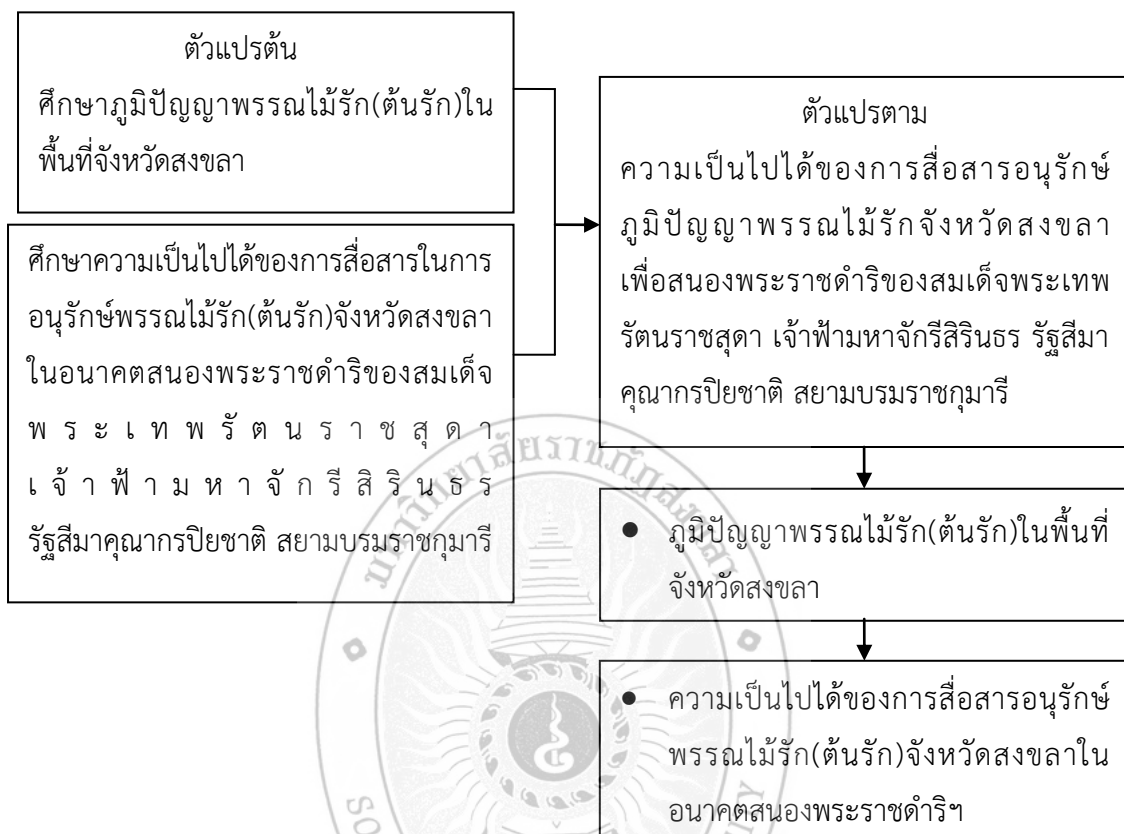 ตัวแปรต้น
ศึกษาภูมิปัญญาพรรณไม้รัก(ต้นรัก)ใน
พื้นที่จังหวัดสงขลา
ศึกษาความเป็นไปได้ของการสื่อสารในการ
อนุรักษ์พรรณไม้รัก(ต้นรัก)จังหวัดสงขลา
ในอนาคตสนองพระราชดำริของสมเด็จ
พระเทพรัตนราชสุดา
เจ้าฟ้ามหาจักรีสิรินธร
รัฐสีมาคุณากรปิยชาติ สยามบรมราชกุมารี
ตัวแปรตาม
ความเป็นไปได้ของการสื่อสารอนุรักษ์
ภูมิปัญญาพรรณไม้รักจังหวัดสงขลา
เพื่อสนองพระราชดำริของสมเด็จพระเทพ
รัตนราชสุดา เจ้าฟ้ามหาจักรีสิรินธร รัฐสีมา
คุณากรปิยชาติ สยามบรมราชกุมารี
● ภูมิปัญญาพรรณไม้รัก(ต้นรัก)ในพื้นที่
จังหวัดสงขลา
● ความเป็นไปได้ของการสื่อสารอนุรักษ์
พรรณไม้รัก(ต้นรัก)จังหวัดสงขลาใน
อนาคตสนองพระราชดำริฯ
มหาวิทยาลัยราชภัฏสงขลา